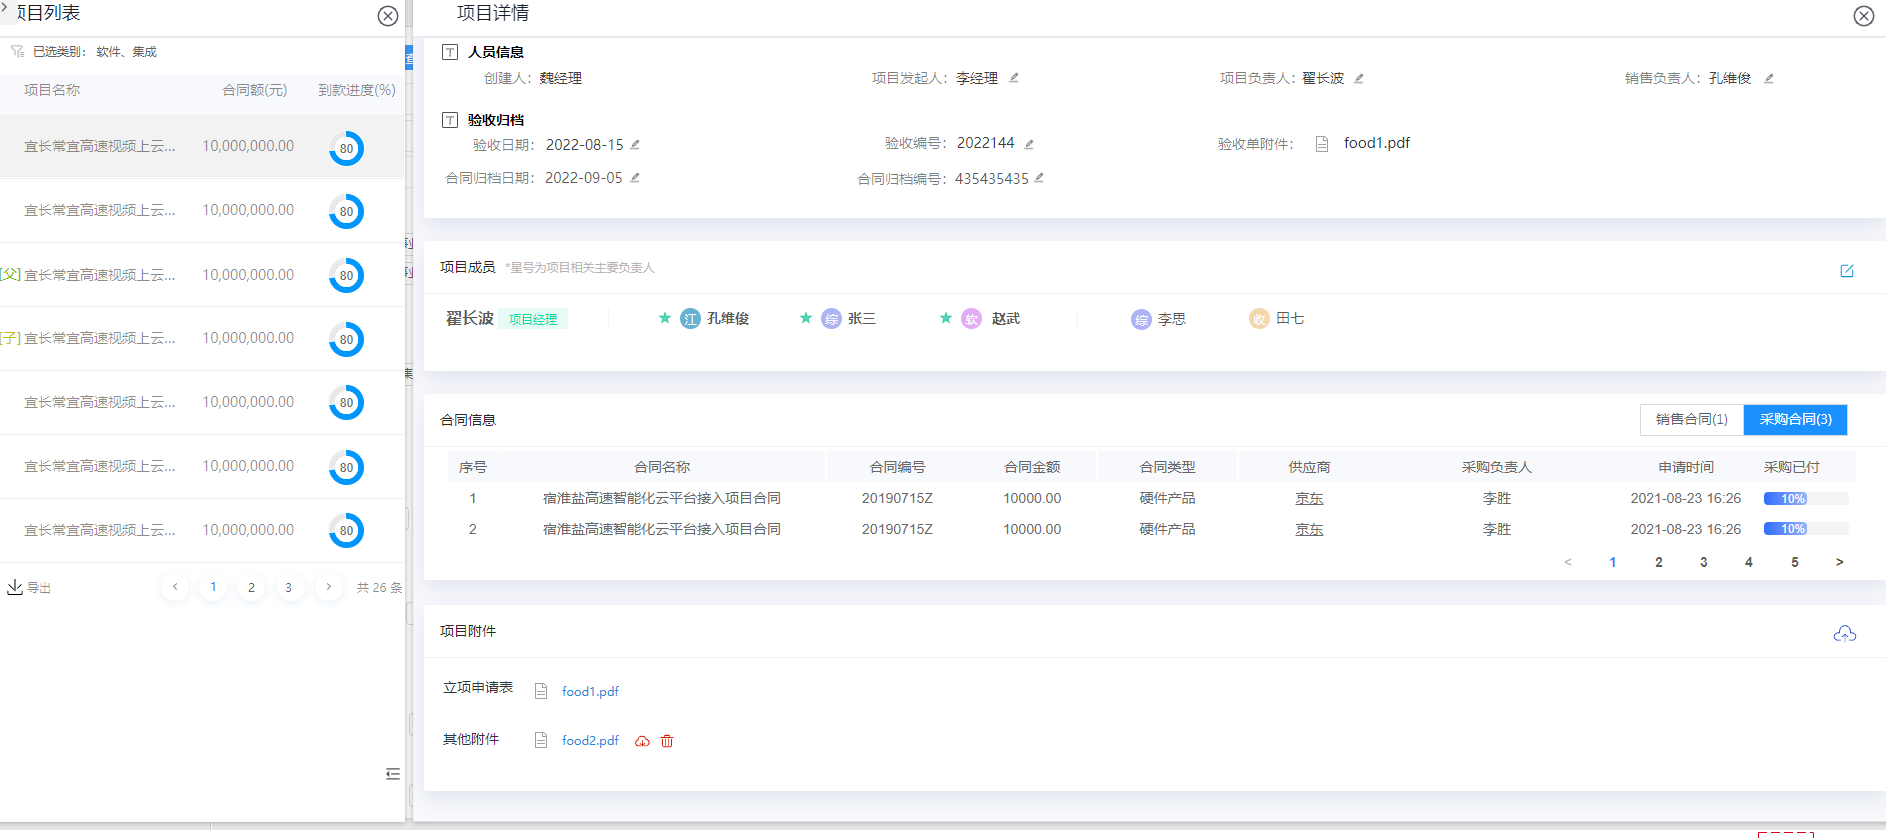 项目列表
已选类别： 软件、集成
项目名称 合同额(元) 到款进度(%)
宜长常宜高速视频上云... 10,000,000.00 80
宜长常宜高速视频上云... 10,000,000.00 80
[父] 宜长常宜高速视频上云... 10,000,000.00 80
[子] 宜长常宜高速视频上云... 10,000,000.00 80
宜长常宜高速视频上云... 10,000,000.00 80
宜长常宜高速视频上云... 10,000,000.00 80
宜长常宜高速视频上云... 10,000,000.00 80
导出 < 1 2 3 > 共 26 条
项目详情
人员信息
创建人： 魏经理 项目发起人： 李经理 项目负责人： 翟长波 销售负责人： 孔维俊
验收归档
验收日期： 2022-08-15 验收编号： 2022144 验收单附件： food1.pdf
合同归档日期： 2022-09-05 合同归档编号： 435435435
项目成员 *星号为项目相关主要负责人
翟长波 项目经理 ★ 江 孔维俊 ★ 综 张三 ★ 软 赵武 综 李思 收 田七
合同信息 销售合同(1) 采购合同(3)
序号 合同名称 合同编号 合同金额 合同类型 供应商 采购负责人 申请时间 采购已付
1 宿淮盐高速智能化云平台接入项目合同 20190715Z 10000.00 硬件产品 京东 李胜 2021-08-23 16:26 10%
2 宿淮盐高速智能化云平台接入项目合同 20190715Z 10000.00 硬件产品 京东 李胜 2021-08-23 16:26 10%
< 1 2 3 4 5 >
项目附件
立项申请表 food1.pdf
其他附件 food2.pdf